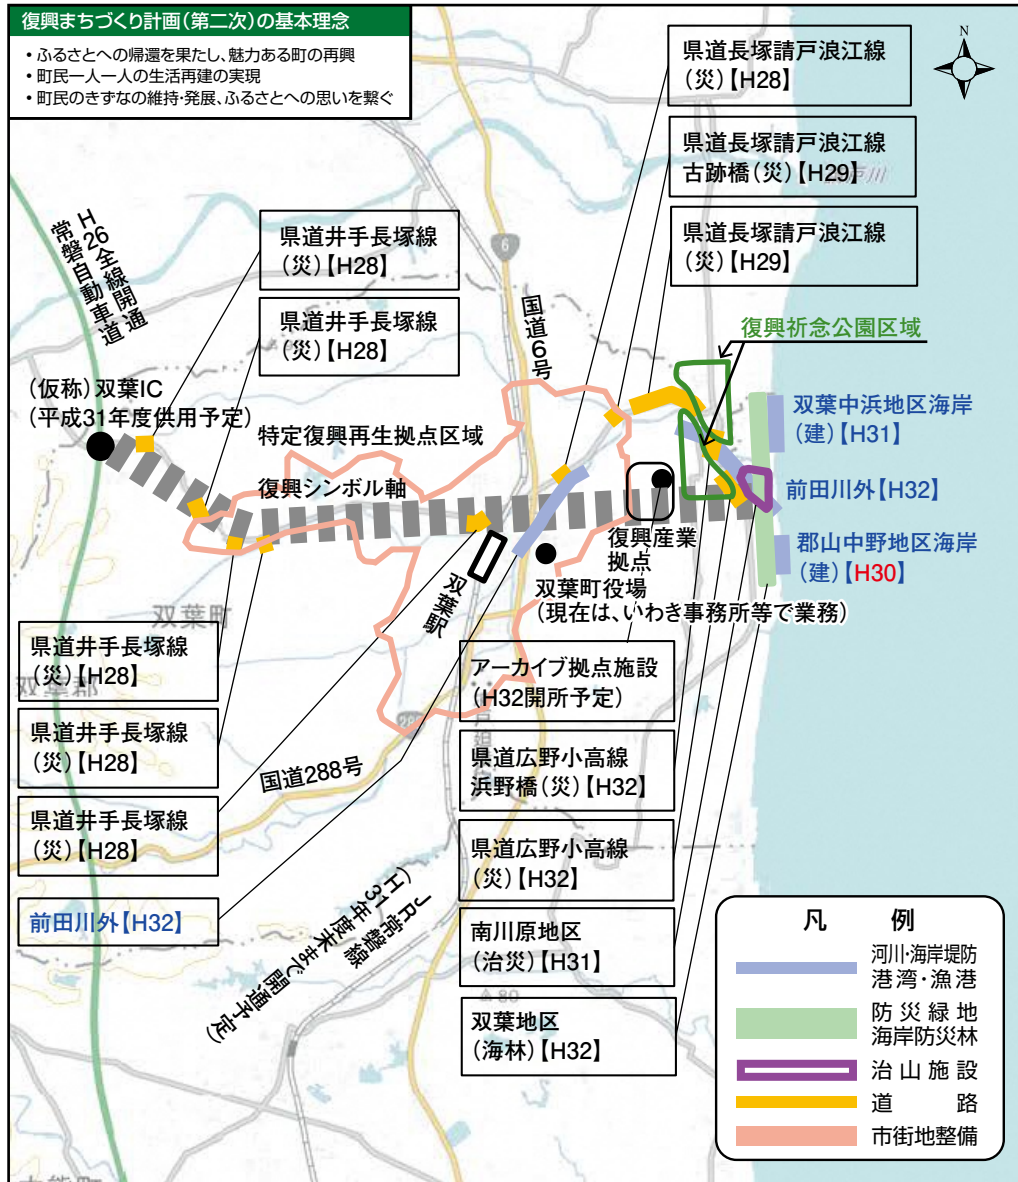 復興まちづくり計画(第二次)の基本理念
・ふるさとへの帰還を果たし、魅力ある町の再興
・町民一人一人の生活再建の実現
・町民のきずなの維持・発展、ふるさとへの思いを繋ぐ
県道長塚請戸浪江線
(災)【H28】
N
県道長塚請戸浪江線
古跡橋(災)【H29】
県道長塚請戸浪江線
(災)【H29】
H26全線開通
常磐自動車道
県道井手長塚線
(災)【H28】
県道井手長塚線
(災)【H28】
6
国道6号
復興祈念公園区域
(仮称)双葉IC
(平成31年度供用予定)
特定復興再生拠点区域
復興シンボル軸
双葉中浜地区海岸
(建)【H31】
前田川外【H32】
郡山中野地区海岸
(建)【H30】
復興産業
拠点
双葉駅
双葉町役場
(現在は、いわき事務所等で業務)
双葉町
双葉郡
県道井手長塚線
(災)【H28】
県道井手長塚線
(災)【H28】
県道井手長塚線
(災)【H28】
前田川外【H32】
国道288号
288
アーカイブ拠点施設
(H32開所予定)
県道広野小高線
浜野橋(災)【H32】
県道広野小高線
(災)【H32】
南川原地区
(治災)【H31】
80
双葉地区
(海林)【H32】
JR常磐線
(H31年度末まで開通予定)
凡例
河川・海岸堤防
港湾・漁港
防災緑地
海岸防災林
治山施設
道路
市街地整備